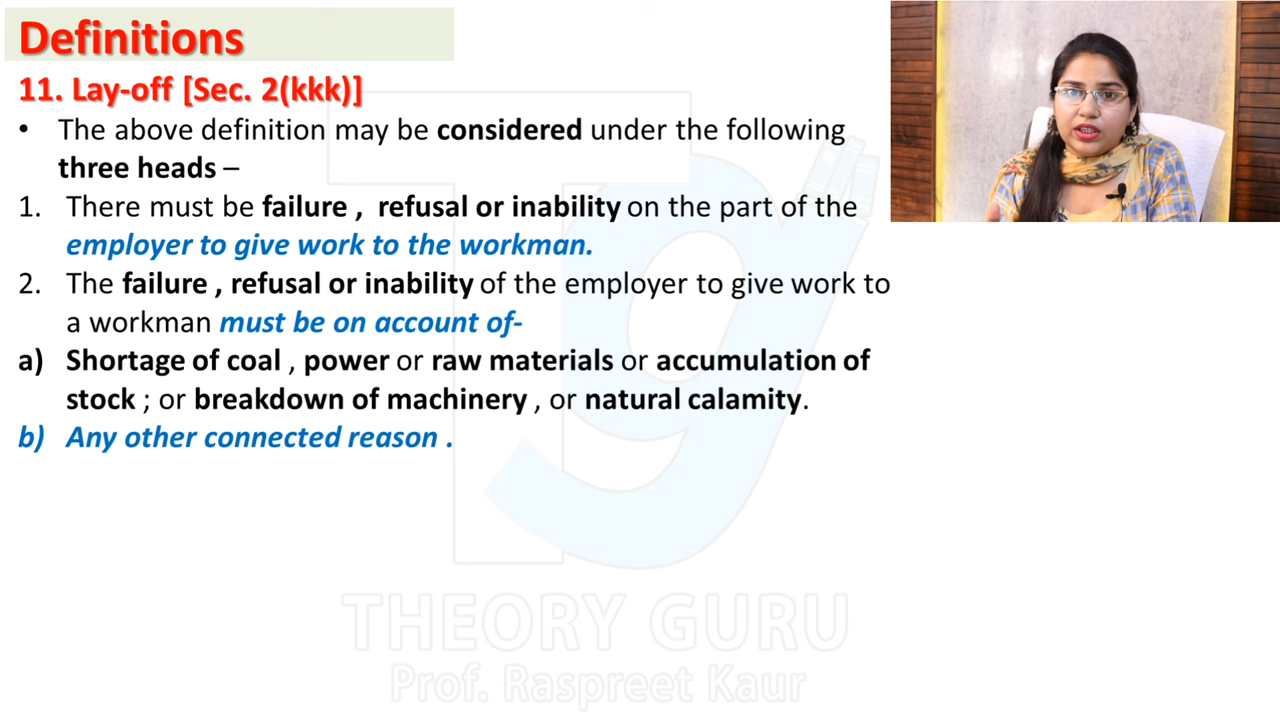 Definitions
11. Lay-off [Sec. 2(kkk)]
• The above definition may be considered under the following
three heads –
1. There must be failure , refusal or inability on the part of the
employer to give work to the workman.
2. The failure , refusal or inability of the employer to give work to
a workman must be on account of-
a) Shortage of coal , power or raw materials or accumulation of
stock ; or breakdown of machinery , or natural calamity.
b) Any other connected reason .
THEORY GURU
Prof. Raspreet Kaur